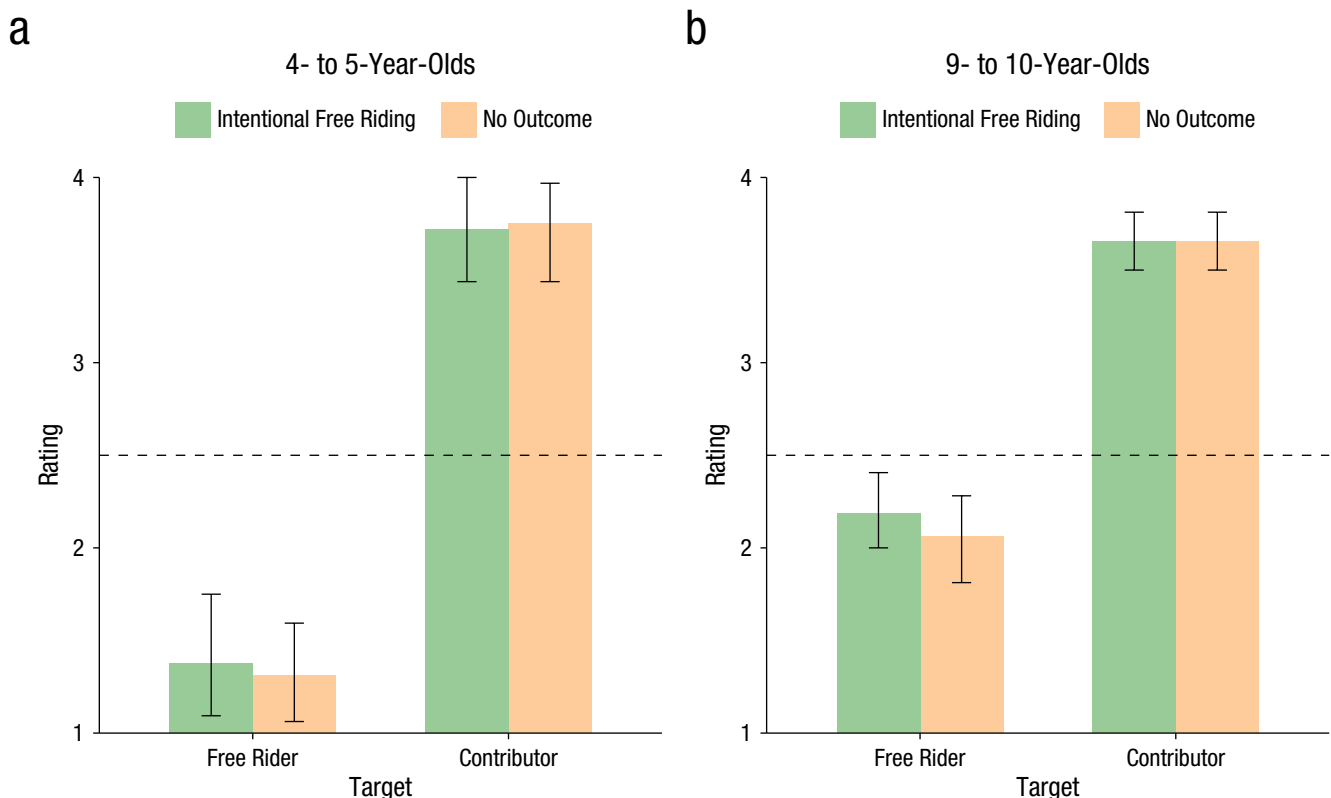 a
4- to 5-Year-Olds
Intentional Free Riding No Outcome
4
3
2
1
Rating
Free Rider Contributor
Target
b
9- to 10-Year-Olds
Intentional Free Riding No Outcome
4
3
2
1
Rating
Free Rider Contributor
Target